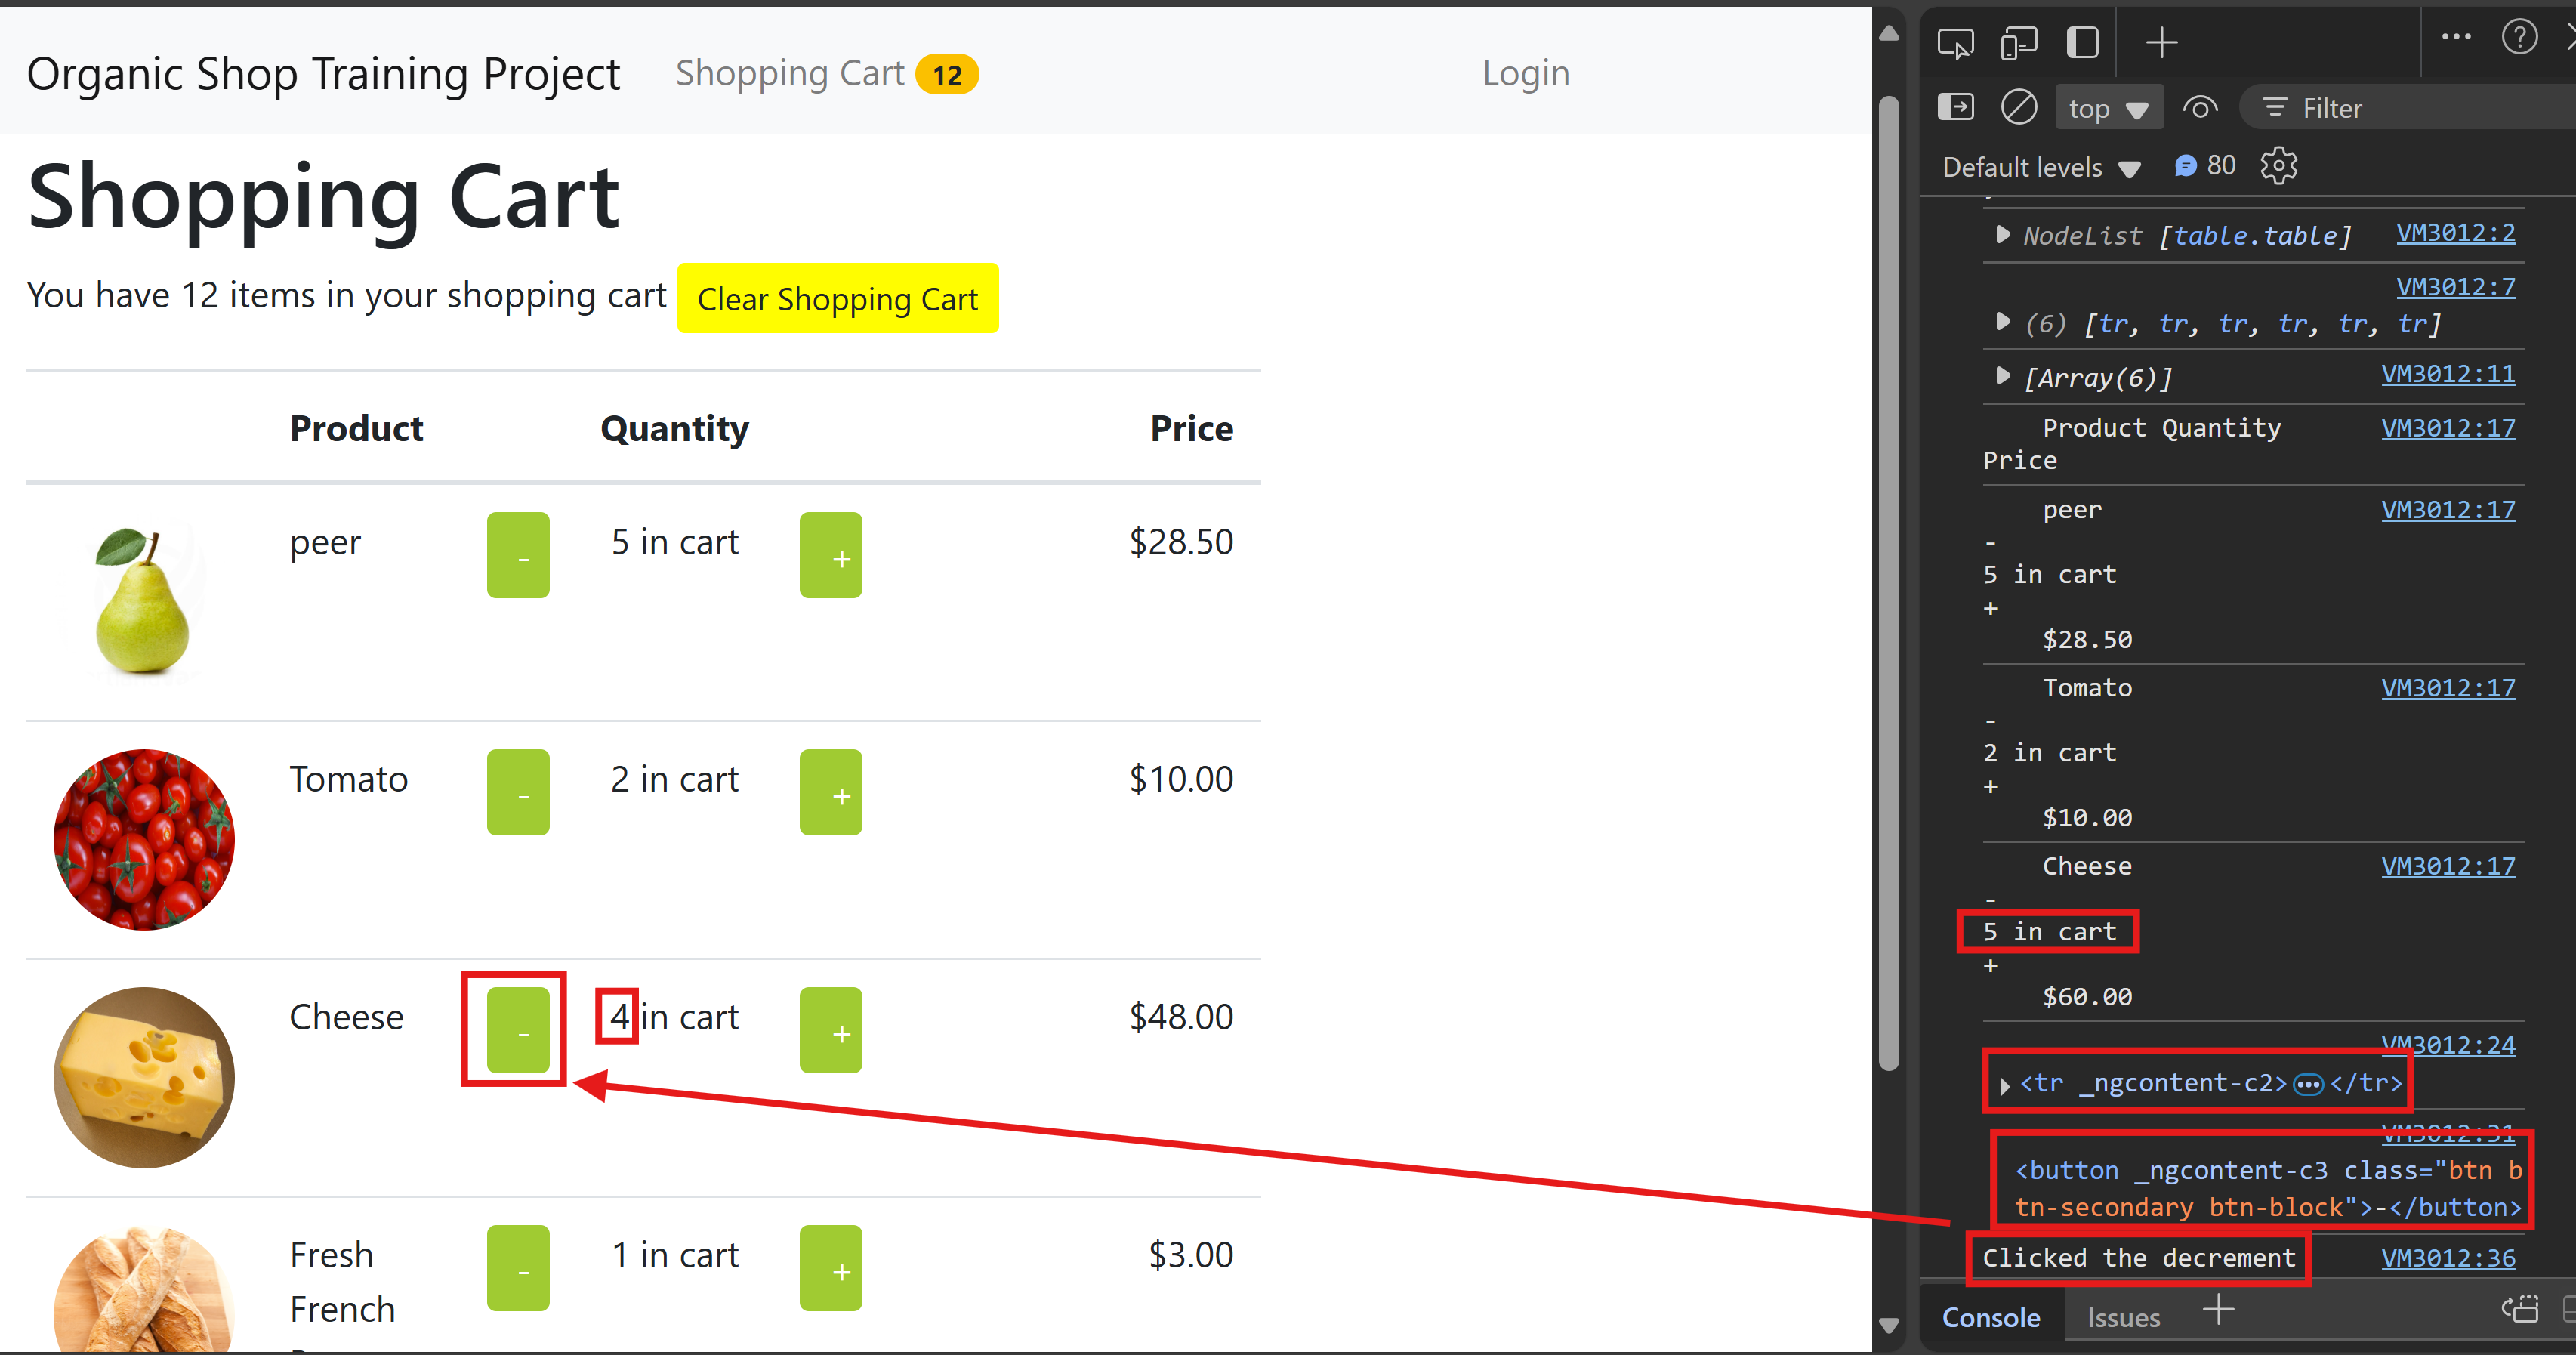 Organic Shop Training Project Shopping Cart 12 Login
Shopping Cart
You have 12 items in your shopping cart Clear Shopping Cart
Product Quantity Price
peer - 5 in cart + $28.50
Tomato - 2 in cart + $10.00
Cheese - 4 in cart + $48.00
Fresh - 1 in cart + $3.00
French
top Filter
Default levels 80
NodeList [table.table] VM3012:2
VM3012:7
(6) [tr, tr, tr, tr, tr, tr]
[Array(6)] VM3012:11
Product Quantity VM3012:17
Price
peer VM3012:17
-
5 in cart
+
$28.50
Tomato VM3012:17
-
2 in cart
+
$10.00
Cheese VM3012:17
-
5 in cart
+
$60.00
VM3012:24
<tr _ngcontent-c2>…</tr>
VM3012:31
<button _ngcontent-c3 class="btn b
tn-secondary btn-block">-</button>
Clicked the decrement VM3012:36
Console Issues